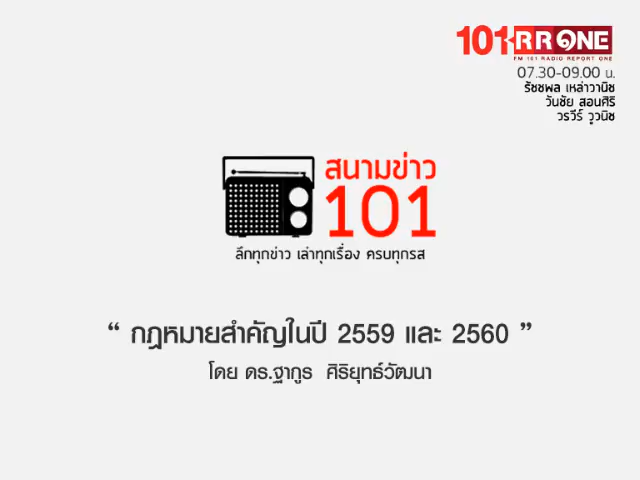 101 RR ONE
FM 101 RADIO REPORT ONE
07.30-09.00 น.
รัชชพล เหล่าวานิช
วันชัย สอนศิริ
วรวีร์ วูวนิช
สนามข่าว
101
ลึกทุกข่าว เล่าทุกเรื่อง ครบทุกรส
“ กฎหมายสำคัญในปี 2559 และ 2560 ”
โดย ดร.ฐากูร ศิริยุทธ์วัฒนา